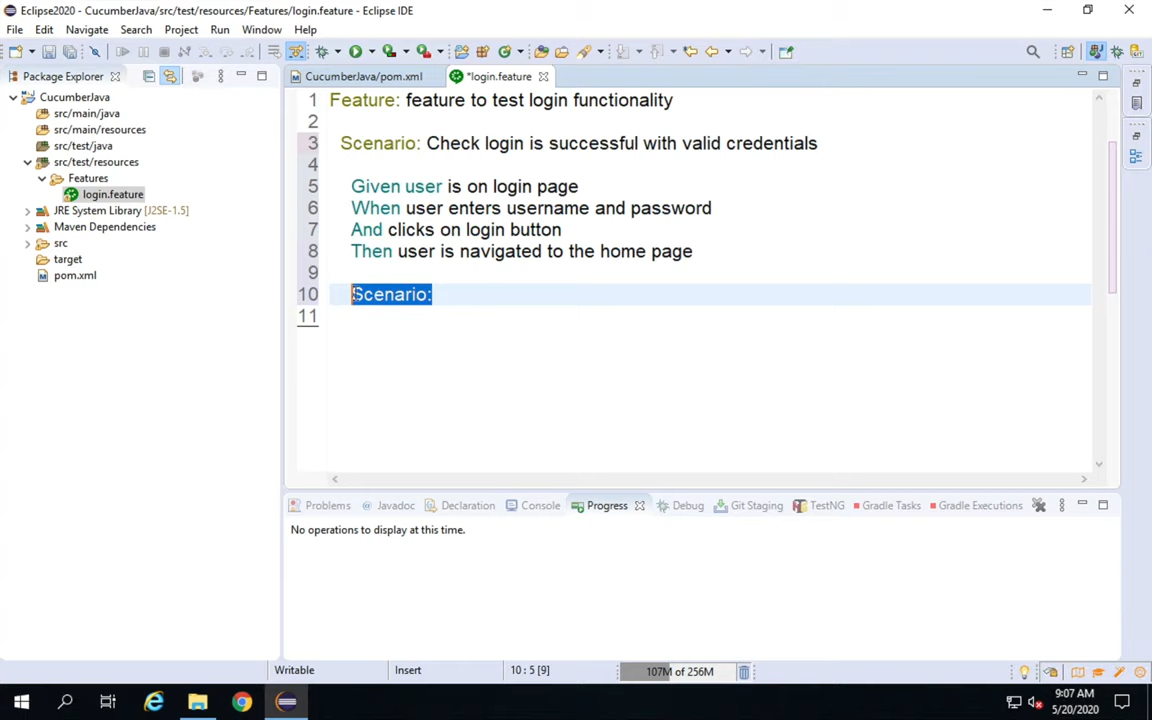 Eclipse2020 - CucumberJava/src/test/resources/Features/login.feature - Eclipse IDE
File Edit Navigate Search Project Run Window Help
Package Explorer
CucumberJava/pom.xml
*login.feature
CucumberJava
src/main/java
src/main/resources
src/test/java
src/test/resources
Features
login.feature
JRE System Library [J2SE-1.5]
Maven Dependencies
src
target
pom.xml
1 Feature: feature to test login functionality
2
3 Scenario: Check login is successful with valid credentials
4
5 Given user is on login page
6 When user enters username and password
7 And clicks on login button
8 Then user is navigated to the home page
9
10 Scenario:
11
Problems @ Javadoc Declaration Console Progress Debug Git Staging TestNG Gradle Tasks Gradle Executions
No operations to display at this time.
Writable Insert 10 : 5 [9] 107M of 256M
9:07 AM
5/20/2020